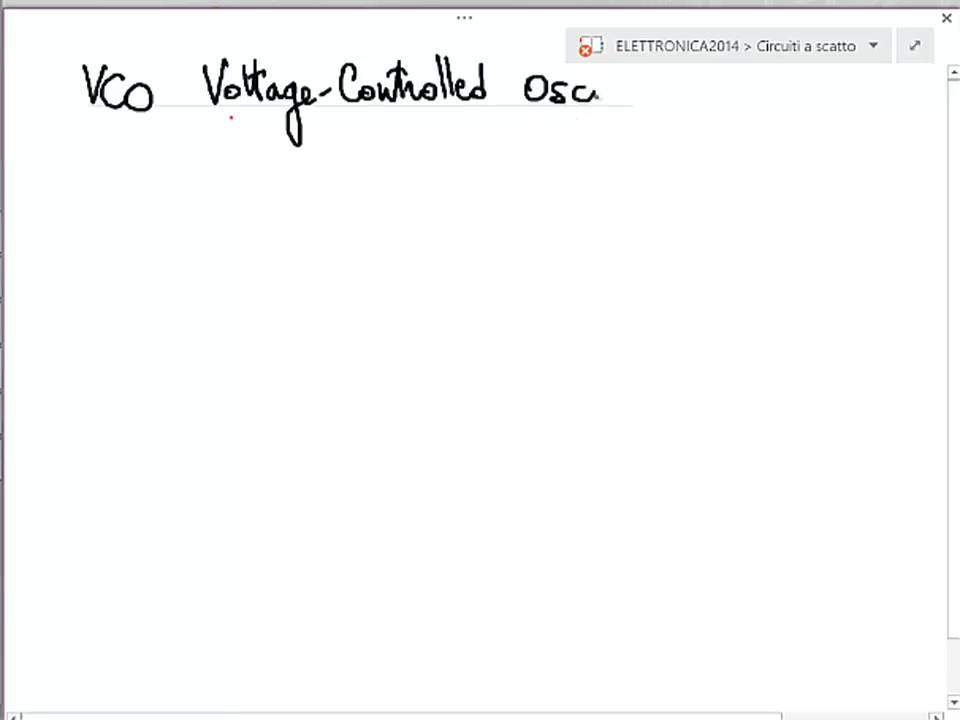 ELETTRONICA2014 > Circuiti a scatto
VCO Voltage-Controlled Osc